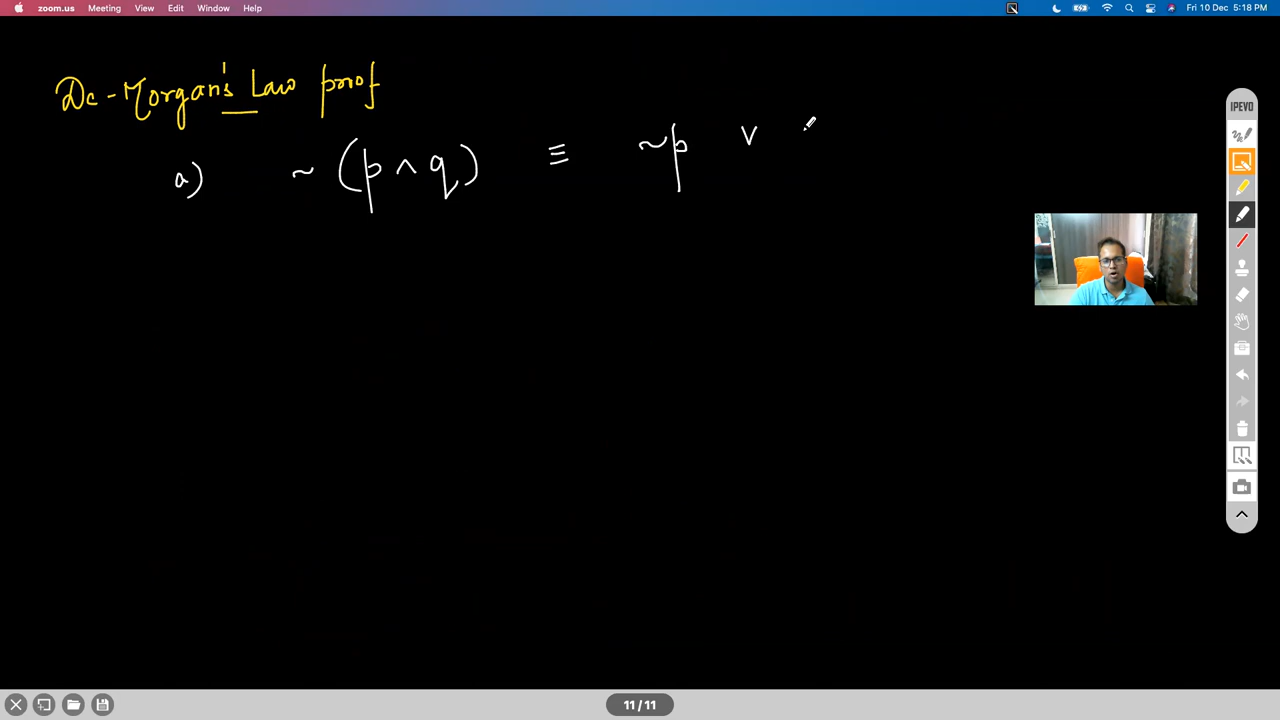 zoom.us Meeting View Edit Window Help Fri 10 Dec 5:18 PM
De-Morgan's Law proof
a) ~ (p ∧ q) ≡ ~p ∨
IPEVO
11/11